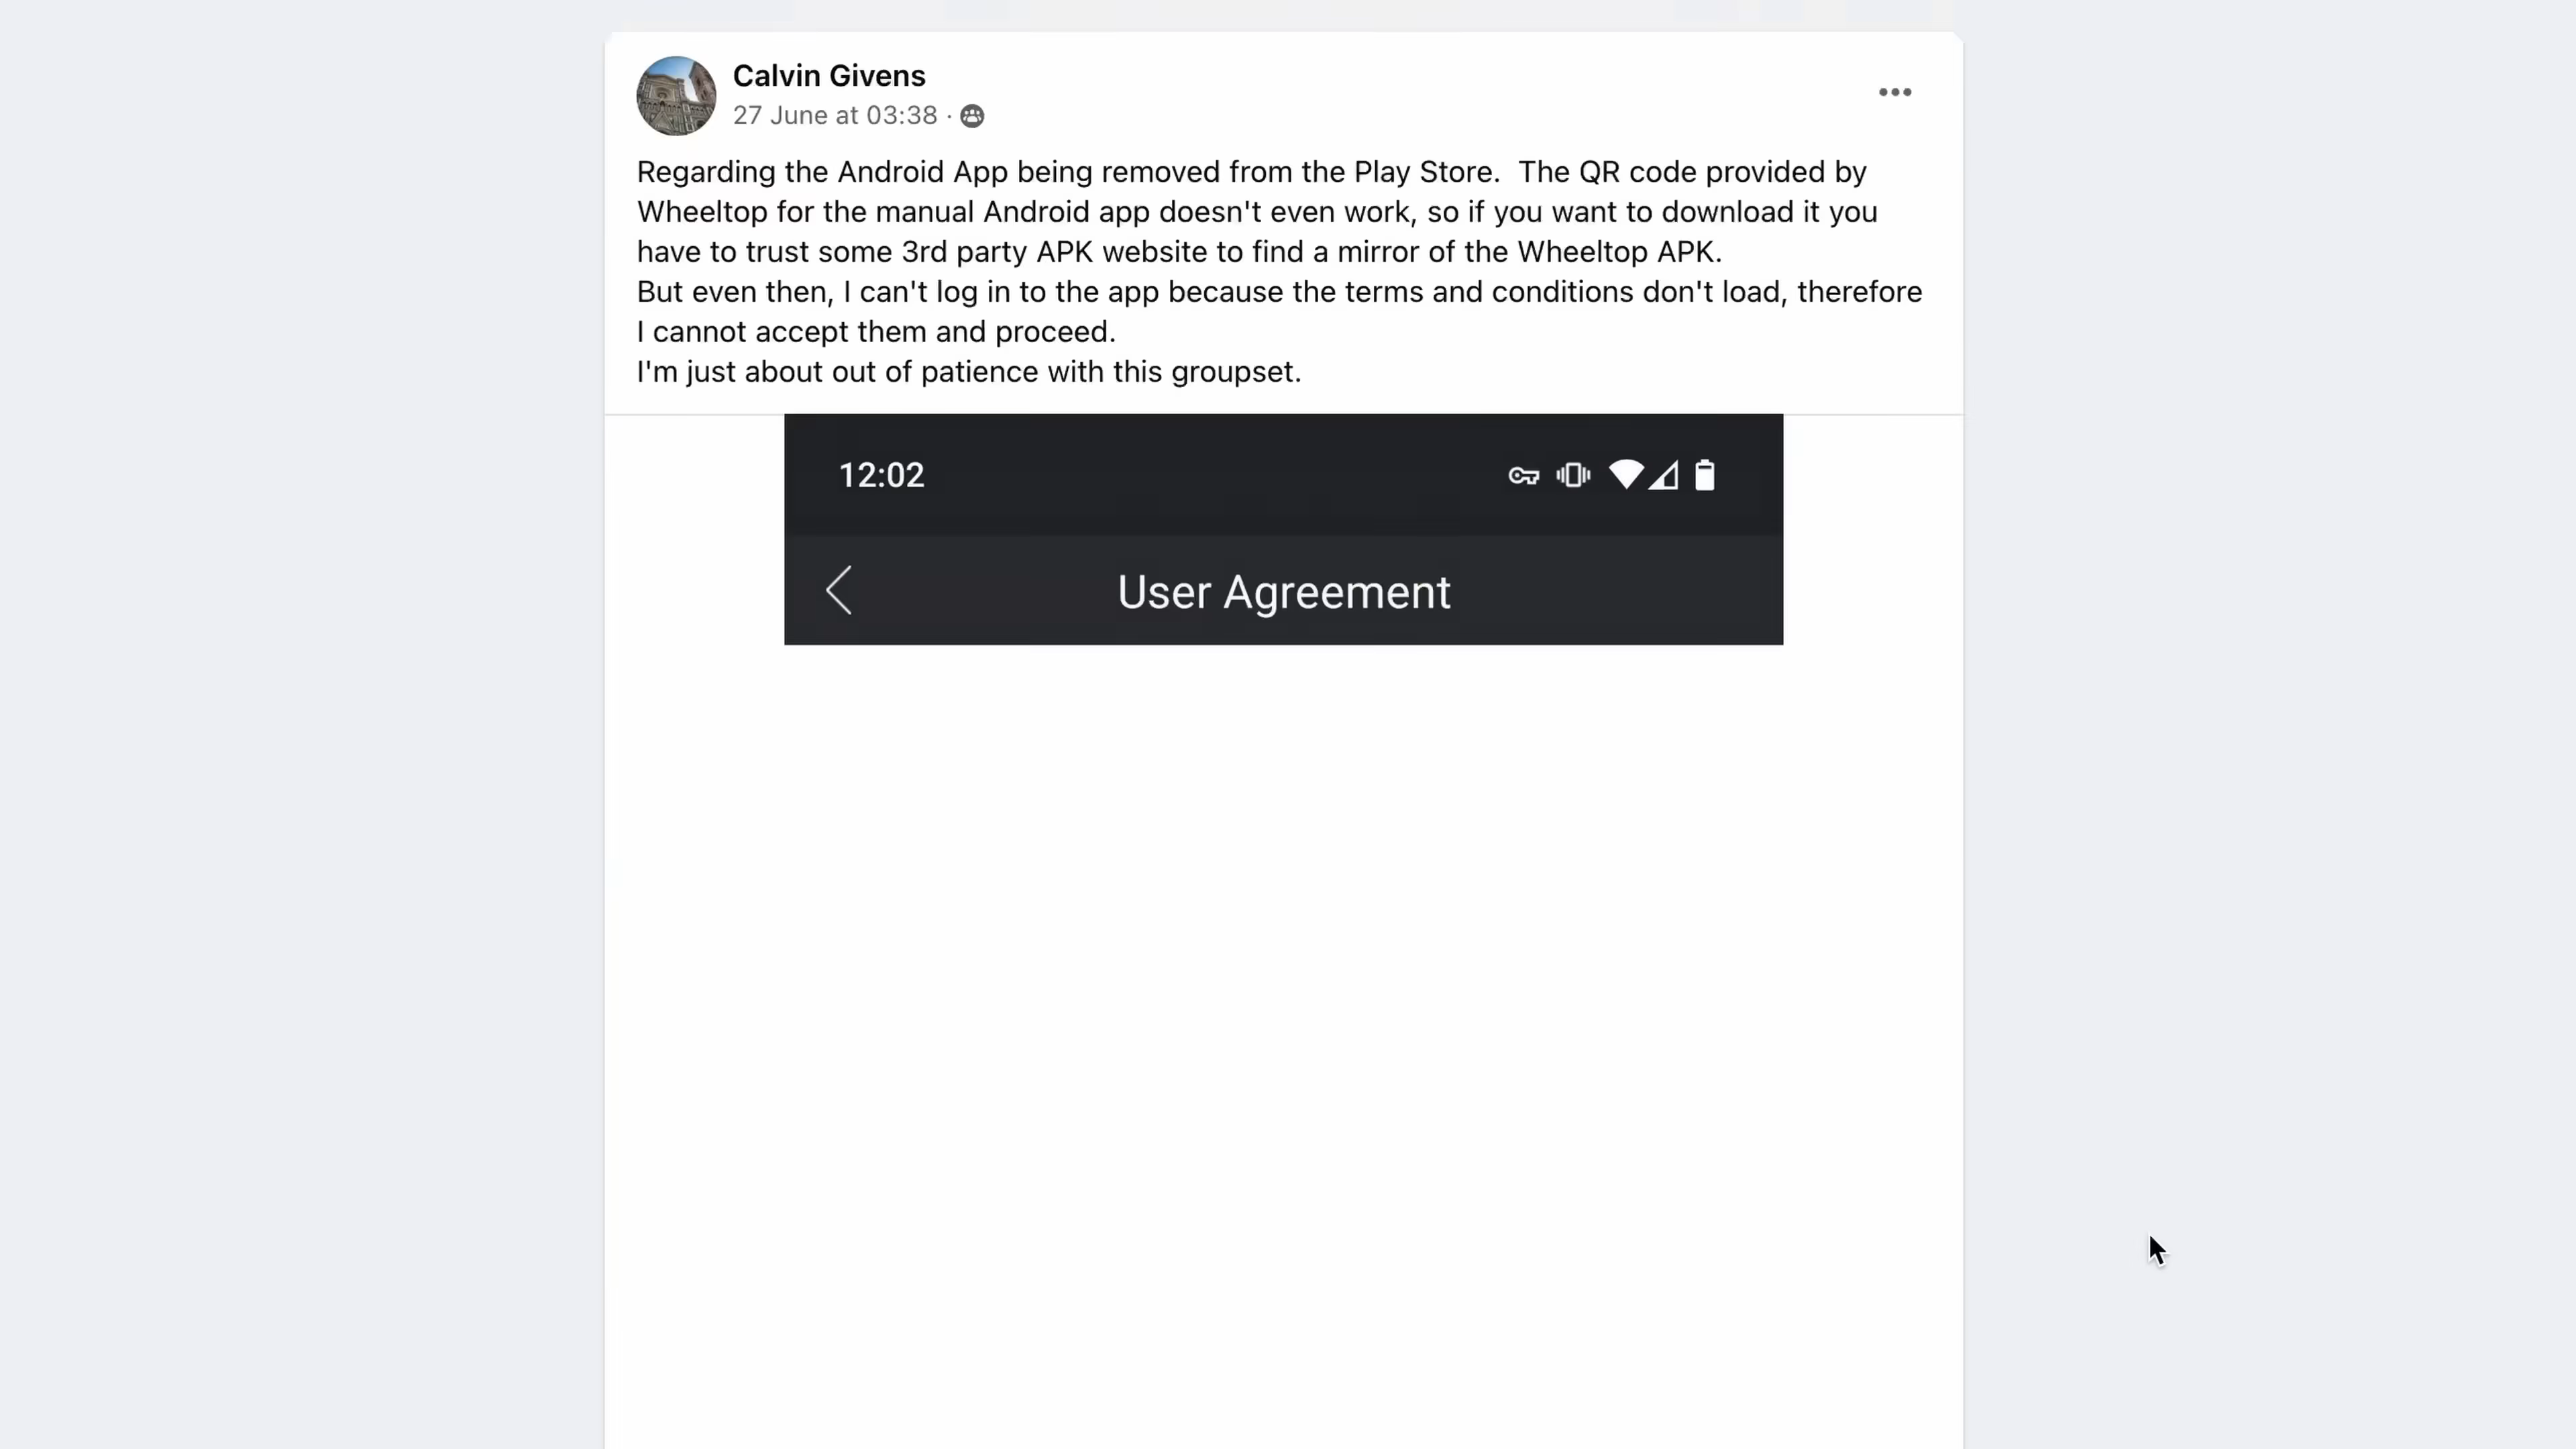 Calvin Givens
27 June at 03:38 ·
Regarding the Android App being removed from the Play Store.  The QR code provided by
Wheeltop for the manual Android app doesn't even work, so if you want to download it you
have to trust some 3rd party APK website to find a mirror of the Wheeltop APK.
But even then, I can't log in to the app because the terms and conditions don't load, therefore
I cannot accept them and proceed.
I'm just about out of patience with this groupset.
12:02
User Agreement